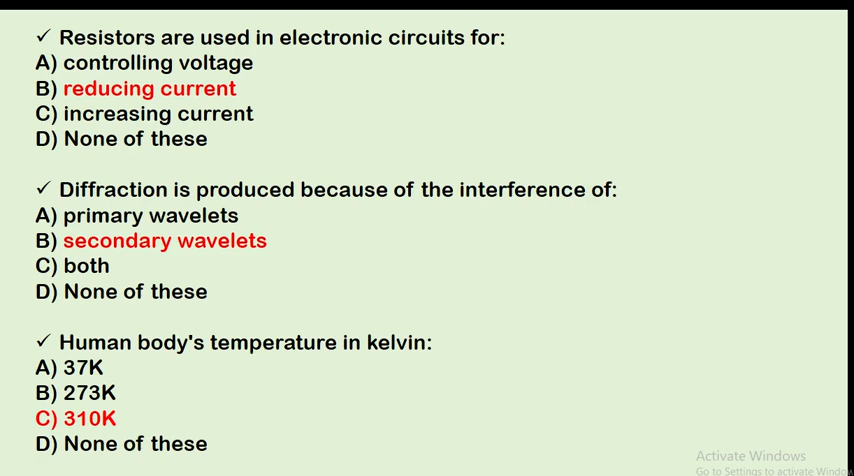 ✓ Resistors are used in electronic circuits for:
A) controlling voltage
B) reducing current
C) increasing current
D) None of these
✓ Diffraction is produced because of the interference of:
A) primary wavelets
B) secondary wavelets
C) both
D) None of these
✓ Human body's temperature in kelvin:
A) 37K
B) 273K
C) 310K
D) None of these
Activate Windows
Go to Settings to activate Window